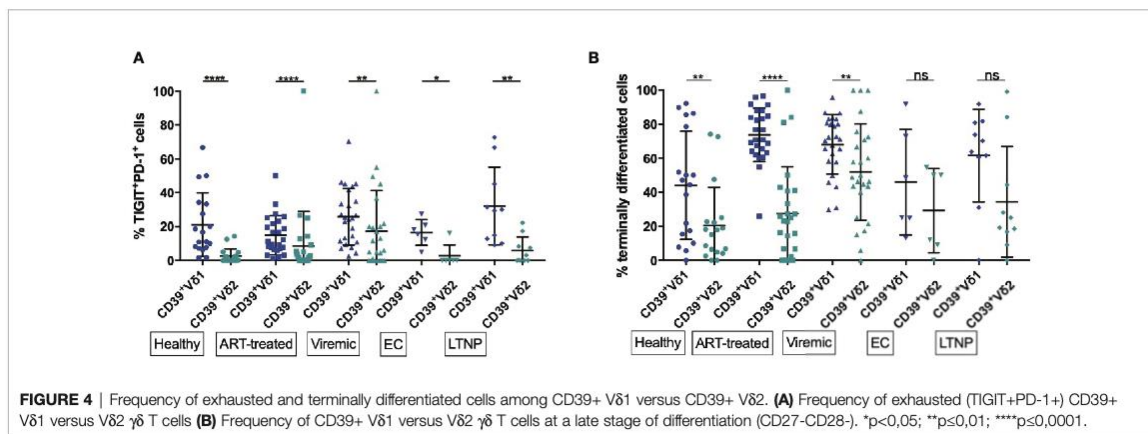 A
B
**** **** ** * **
** **** ** ns ns
% TIGIT⁺PD-1⁺ cells
100
80
60
40
20
0
% terminally differentiated cells
100
80
60
40
20
0
CD39⁺Vδ1 CD39⁺Vδ2 CD39⁺Vδ1 CD39⁺Vδ2 CD39⁺Vδ1 CD39⁺Vδ2 CD39⁺Vδ1 CD39⁺Vδ2 CD39⁺Vδ1 CD39⁺Vδ2
CD39⁺Vδ1 CD39⁺Vδ2 CD39⁺Vδ1 CD39⁺Vδ2 CD39⁺Vδ1 CD39⁺Vδ2 CD39⁺Vδ1 CD39⁺Vδ2 CD39⁺Vδ1 CD39⁺Vδ2
Healthy ART-treated Viremic EC LTNP
Healthy ART-treated Viremic EC LTNP
FIGURE 4 | Frequency of exhausted and terminally differentiated cells among CD39+ Vδ1 versus CD39+ Vδ2. (A) Frequency of exhausted (TIGIT+PD-1+) CD39+
Vδ1 versus Vδ2 γδ T cells (B) Frequency of CD39+ Vδ1 versus Vδ2 γδ T cells at a late stage of differentiation (CD27-CD28-). *p<0,05; **p≤0,01; ****p≤0,0001.